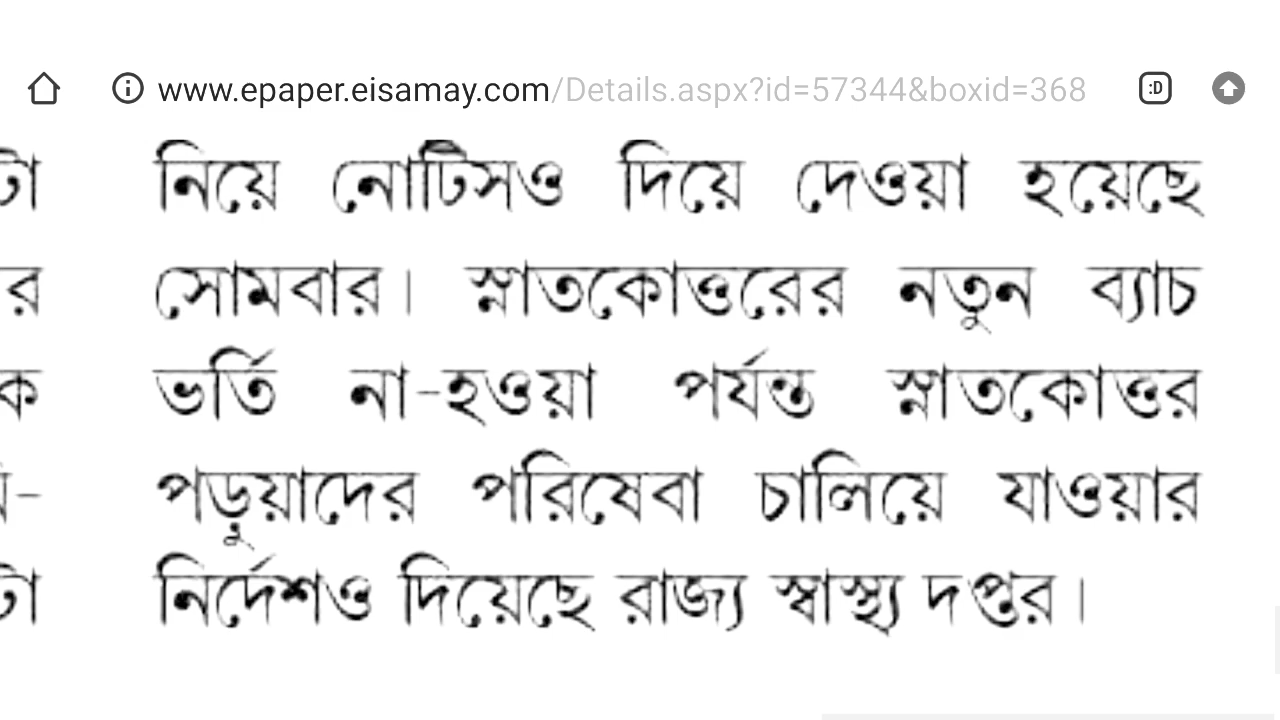 www.epaper.eisamay.com/Details.aspx?id=57344&boxid=368 :D
টা নিয়ে নোটিসও দিয়ে দেওয়া হয়েছে
র সোমবার। স্নাতকোত্তরের নতুন ব্যাচ
ক ভর্তি না-হওয়া পর্যন্ত স্নাতকোত্তর
পড়ুয়াদের পরিষেবা চালিয়ে যাওয়ার
টা নির্দেশও দিয়েছে রাজ্য স্বাস্থ্য দপ্তর।